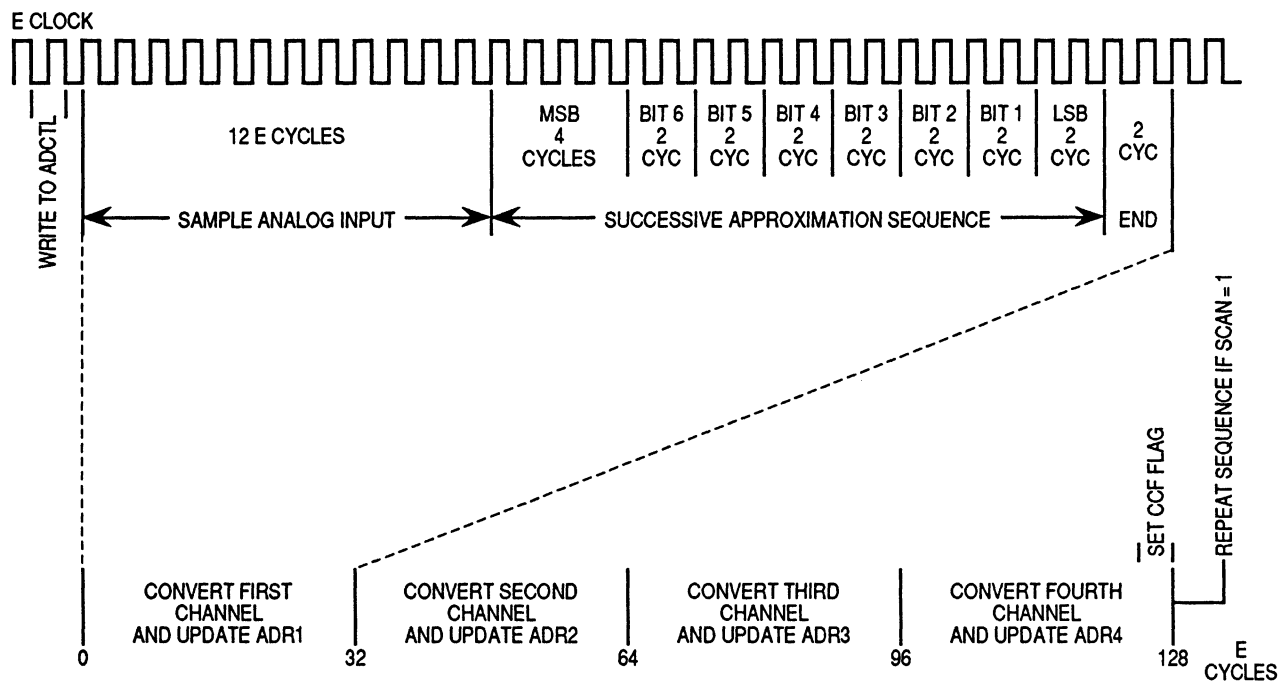 E CLOCK
WRITE TO ADCTL
12 E CYCLES
MSB
4
CYCLES
BIT 6
2
CYC
BIT 5
2
CYC
BIT 4
2
CYC
BIT 3
2
CYC
BIT 2
2
CYC
BIT 1
2
CYC
LSB
2
CYC
2
CYC
SAMPLE ANALOG INPUT
SUCCESSIVE APPROXIMATION SEQUENCE
END
SET CCF FLAG
REPEAT SEQUENCE IF SCAN = 1
CONVERT FIRST
CHANNEL
AND UPDATE ADR1
CONVERT SECOND
CHANNEL
AND UPDATE ADR2
CONVERT THIRD
CHANNEL
AND UPDATE ADR3
CONVERT FOURTH
CHANNEL
AND UPDATE ADR4
0
32
64
96
128
E
CYCLES